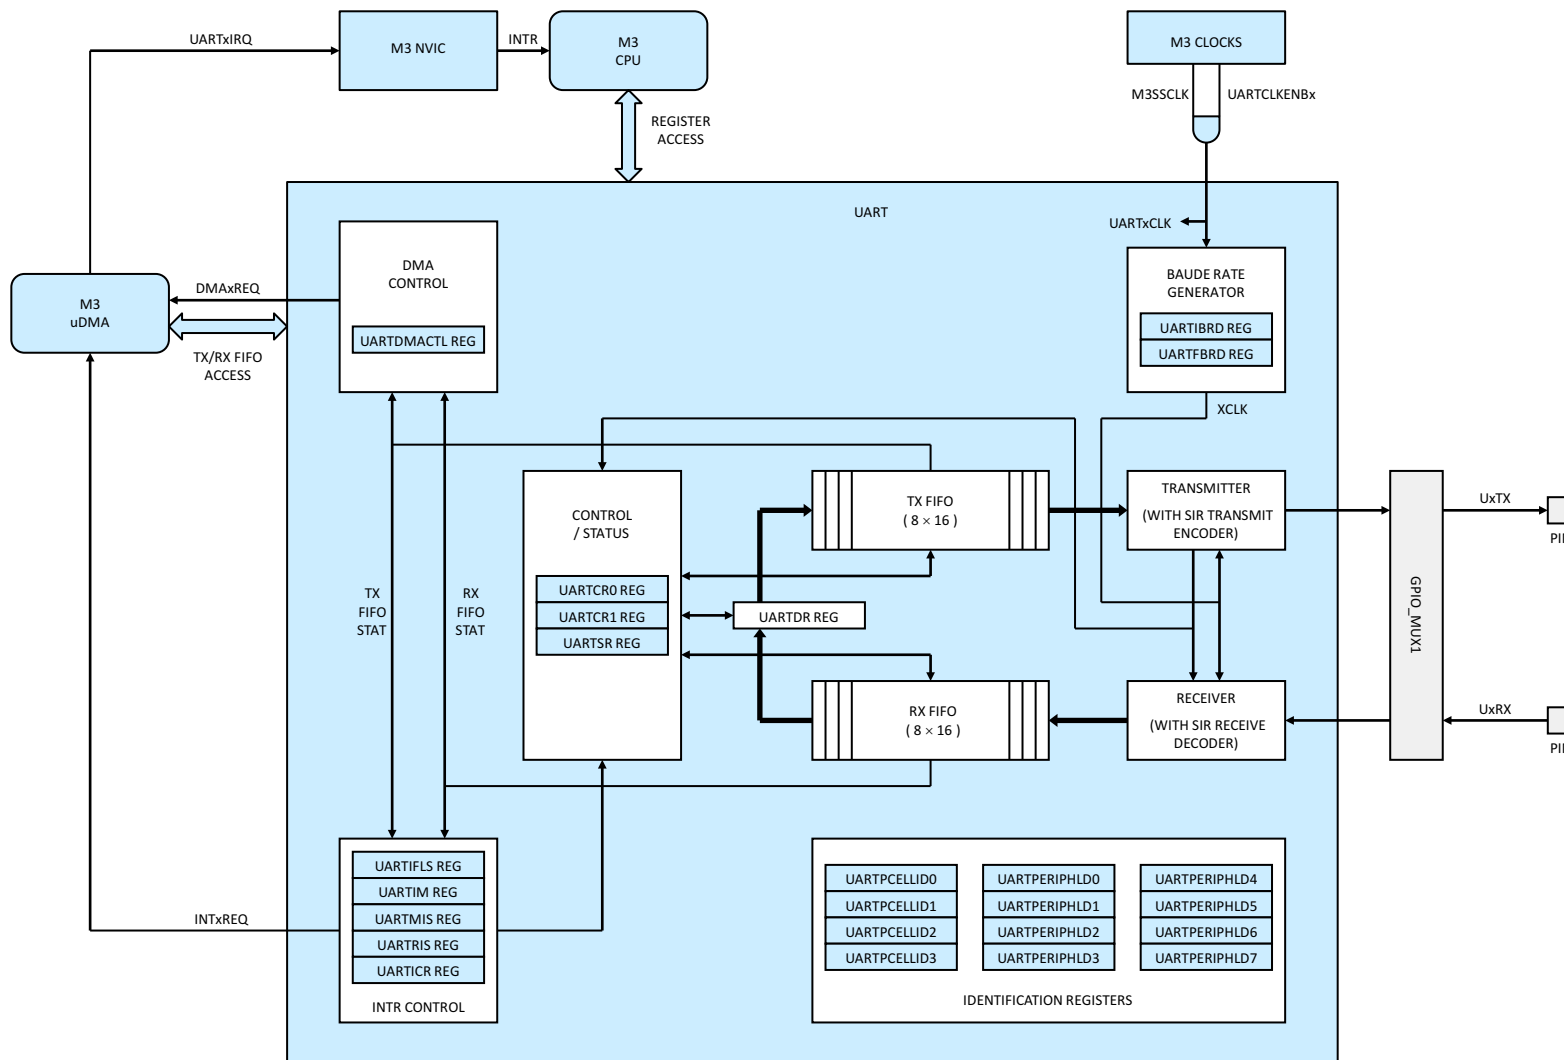 UARTxIRQ
M3 NVIC
INTR
M3
CPU
M3 CLOCKS
M3SSCLK
UARTCLKENBx
REGISTER
ACCESS
UART
UARTxCLK
DMA
CONTROL
UARTDMACTL REG
BAUDE RATE
GENERATOR
UARTIBRD REG
UARTFBRD REG
XCLK
M3
uDMA
DMAxREQ
TX/RX FIFO
ACCESS
CONTROL
/ STATUS
UARTCR0 REG
UARTCR1 REG
UARTSR REG
TX FIFO
( 8 × 16 )
TRANSMITTER
(WITH SIR TRANSMIT
ENCODER)
UxTX
TX
FIFO
STAT
RX
FIFO
STAT
UARTDR REG
GPIO_MUX1
RX FIFO
( 8 × 16 )
RECEIVER
(WITH SIR RECEIVE
DECODER)
UxRX
INTxREQ
UARTIFLS REG
UARTIM REG
UARTMIS REG
UARTRIS REG
UARTICR REG
INTR CONTROL
UARTPCELLID0
UARTPCELLID1
UARTPCELLID2
UARTPCELLID3
UARTPERIPHLD0
UARTPERIPHLD1
UARTPERIPHLD2
UARTPERIPHLD3
UARTPERIPHLD4
UARTPERIPHLD5
UARTPERIPHLD6
UARTPERIPHLD7
IDENTIFICATION REGISTERS